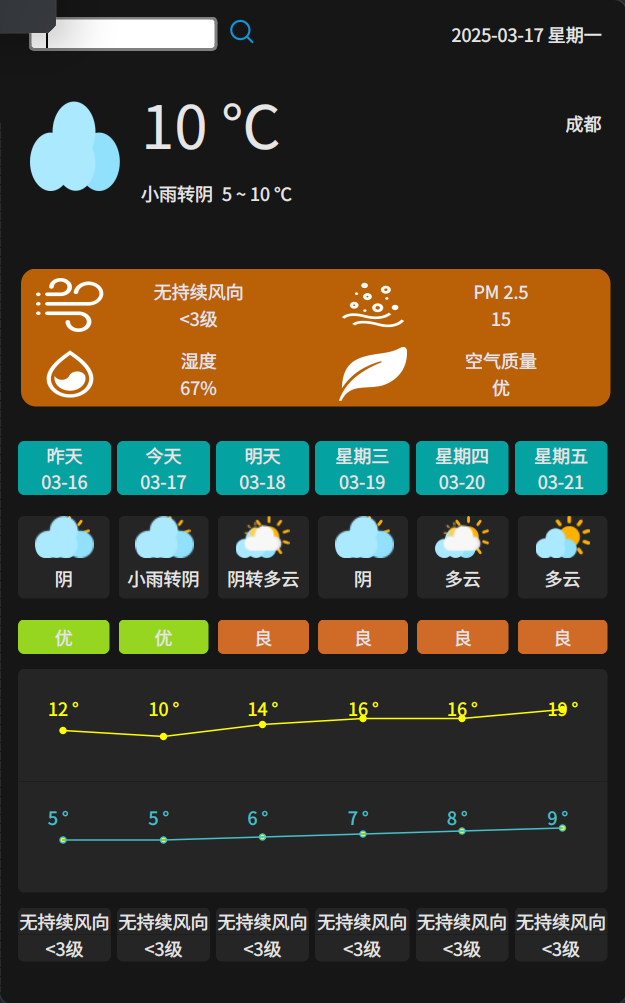 2025-03-17 星期一
10 ℃
成都
小雨转阴 5 ~ 10 ℃
无持续风向
<3级
PM 2.5
15
湿度
67%
空气质量
优
昨天 今天 明天 星期三 星期四 星期五
03-16 03-17 03-18 03-19 03-20 03-21
阴 小雨转阴 阴转多云 阴 多云 多云
优 优 良 良 良 良
12 ° 10 ° 14 ° 16 ° 16 ° 19 °
5 ° 5 ° 6 ° 7 ° 8 ° 9 °
无持续风向 无持续风向 无持续风向 无持续风向 无持续风向 无持续风向
<3级 <3级 <3级 <3级 <3级 <3级